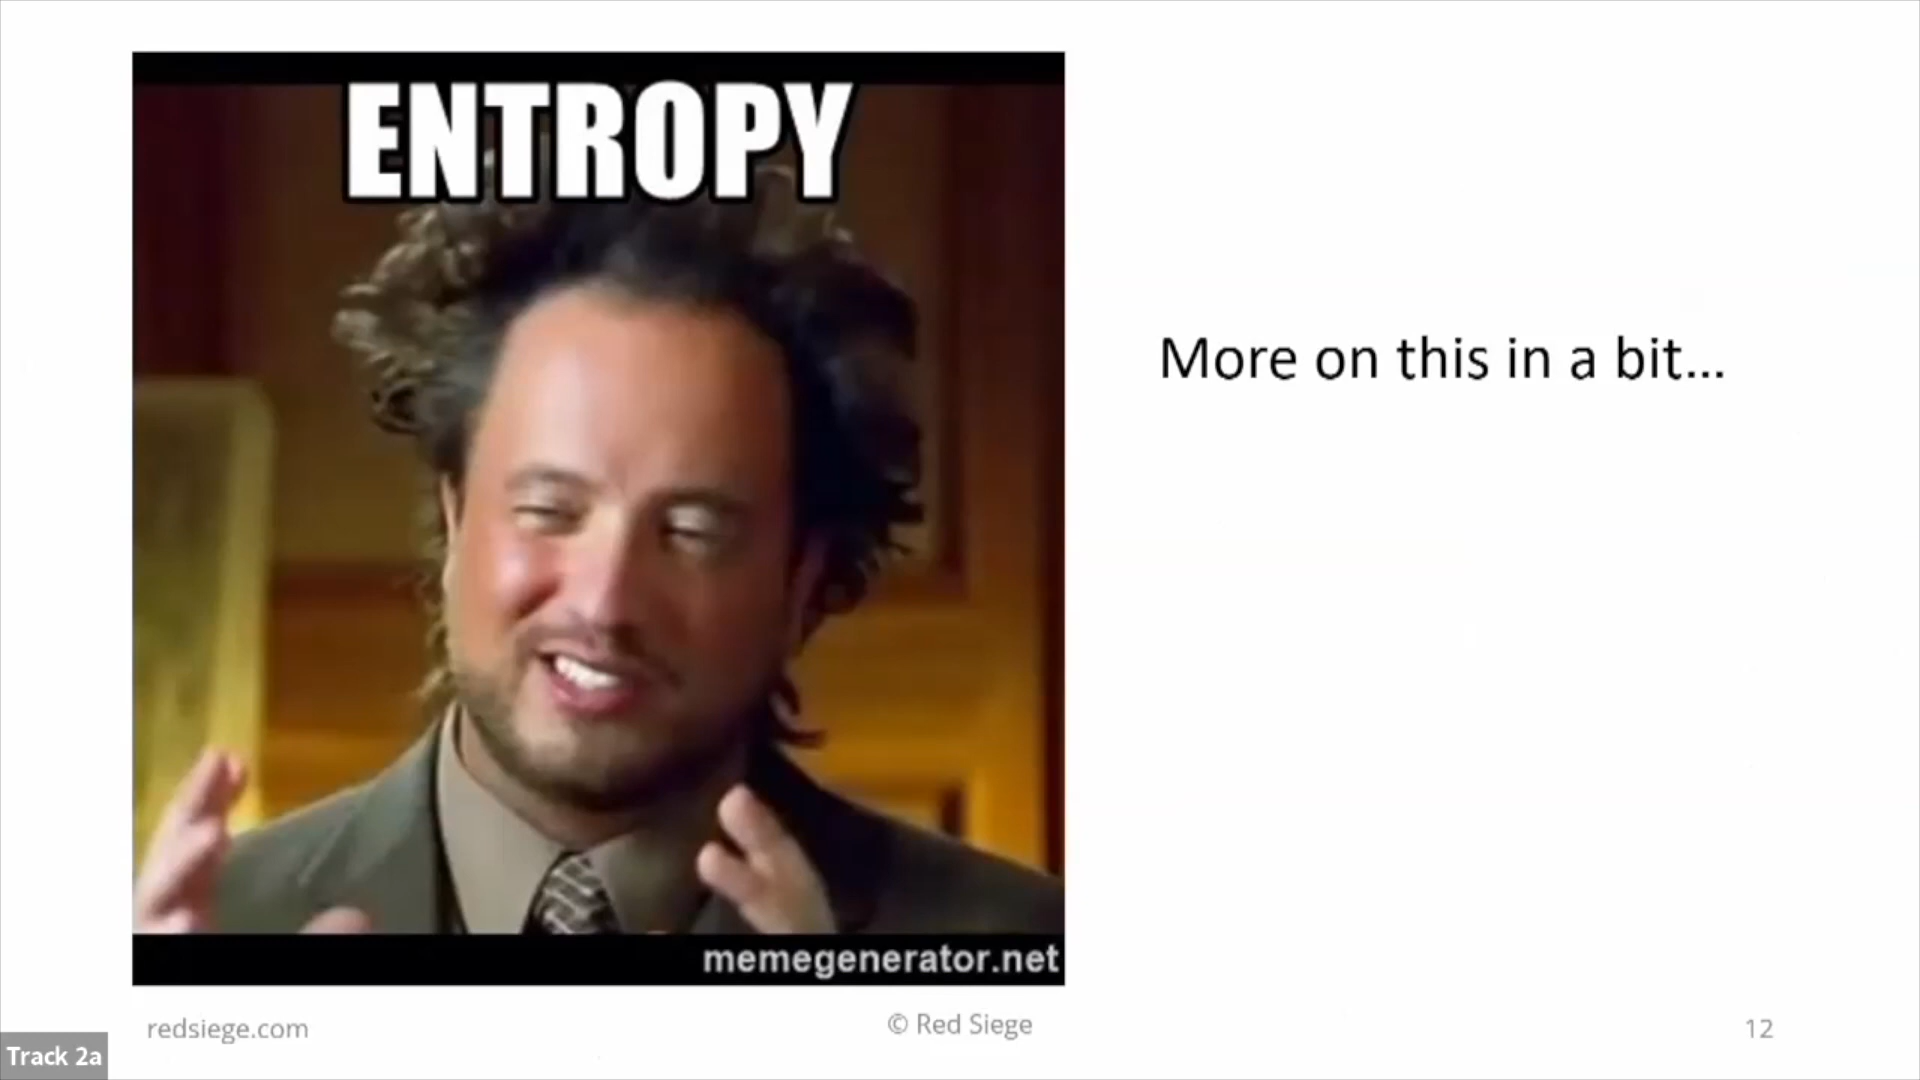 ENTROPY
More on this in a bit...
memegenerator.net
redsiege.com
© Red Siege
12
Track 2a